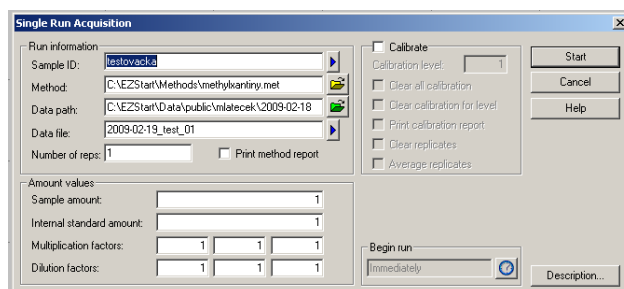 Single Run Acquisition
Run information
Sample ID: testovacka
Method: C:\EZStart\Methods\methylxantiny.met
Data path: C:\EZStart\Data\public\mlatecek\2009-02-18
Data file: 2009-02-19_test_01
Number of reps: 1 Print method report
Calibrate
Calibration level: 1
Clear all calibration
Clear calibration for level
Print calibration report
Clear replicates
Average replicates
Start
Cancel
Help
Amount values
Sample amount: 1
Internal standard amount: 1
Multiplication factors: 1 1 1
Dilution factors: 1 1 1
Begin run
Immediately
Description...